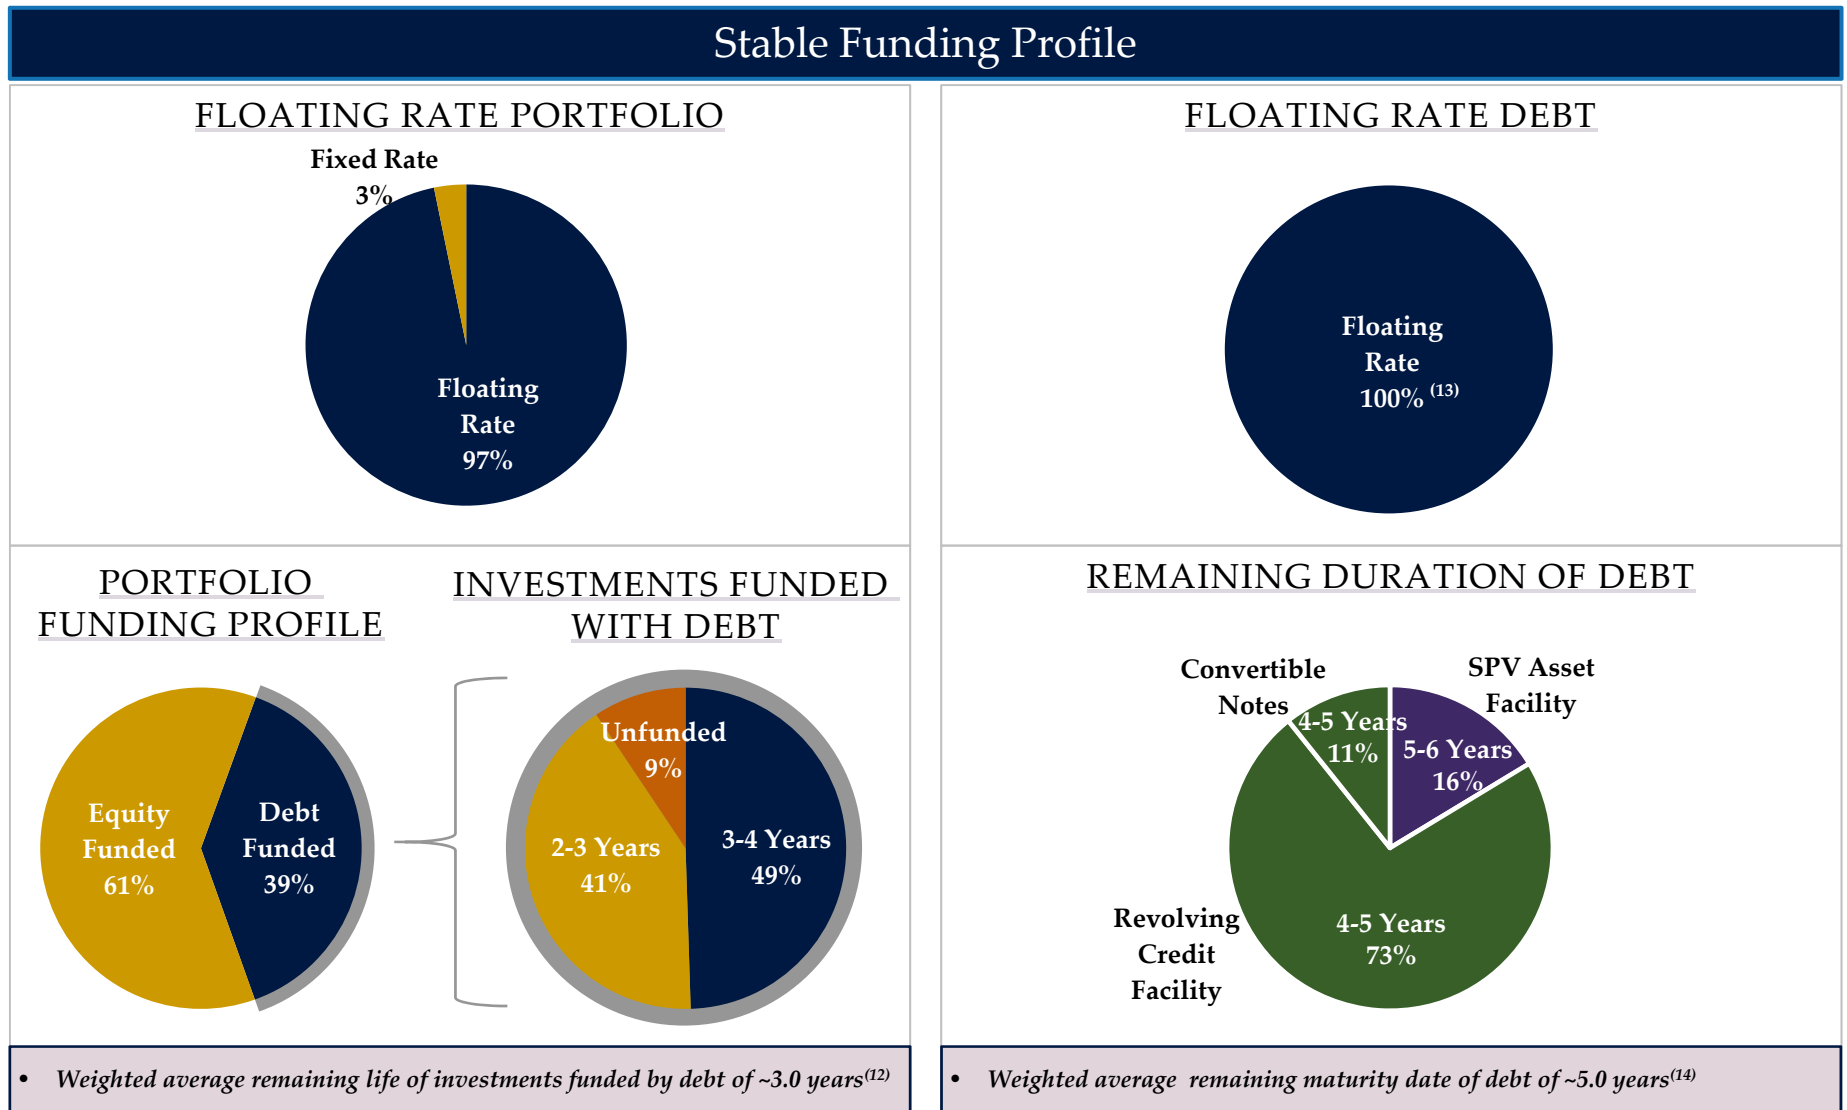 Stable Funding Profile
FLOATING RATE PORTFOLIO
Fixed Rate
3%
Floating
Rate
97%
FLOATING RATE DEBT
Floating
Rate
100% (13)
PORTFOLIO
FUNDING PROFILE
Equity
Funded
61%
Debt
Funded
39%
INVESTMENTS FUNDED
WITH DEBT
Unfunded
9%
2-3 Years
41%
3-4 Years
49%
• Weighted average remaining life of investments funded by debt of ~3.0 years(12)
REMAINING DURATION OF DEBT
Convertible
Notes
4-5 Years
11%
SPV Asset
Facility
5-6 Years
16%
Revolving
Credit
Facility
4-5 Years
73%
• Weighted average remaining maturity date of debt of ~5.0 years(14)